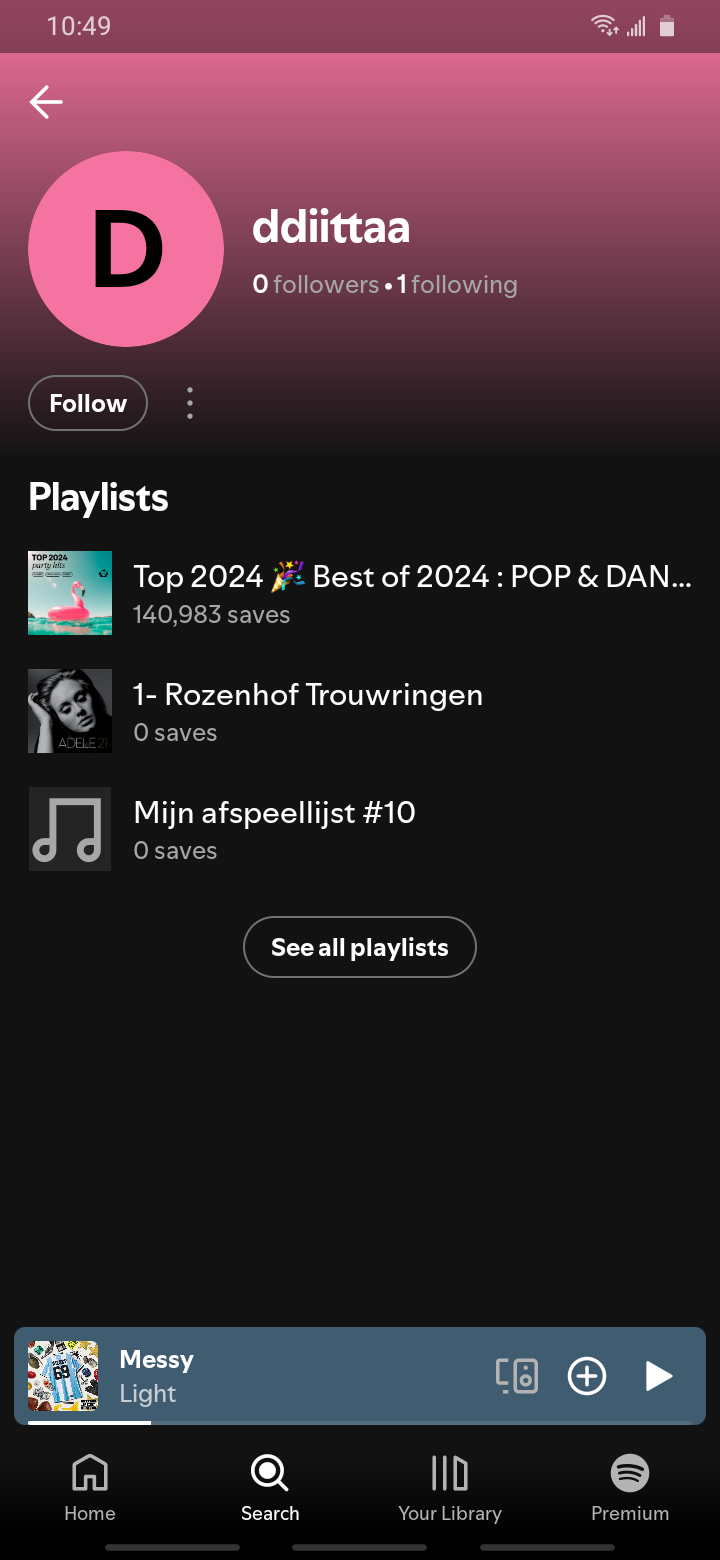 10:49
D
ddiittaa
0 followers • 1 following
Follow
Playlists
TOP 2024
party hits
Top 2024 🎉 Best of 2024 : POP & DAN...
140,983 saves
ADELE 21
1- Rozenhof Trouwringen
0 saves
Mijn afspeellijst #10
0 saves
See all playlists
69
Messy
Light
Home
Search
Your Library
Premium